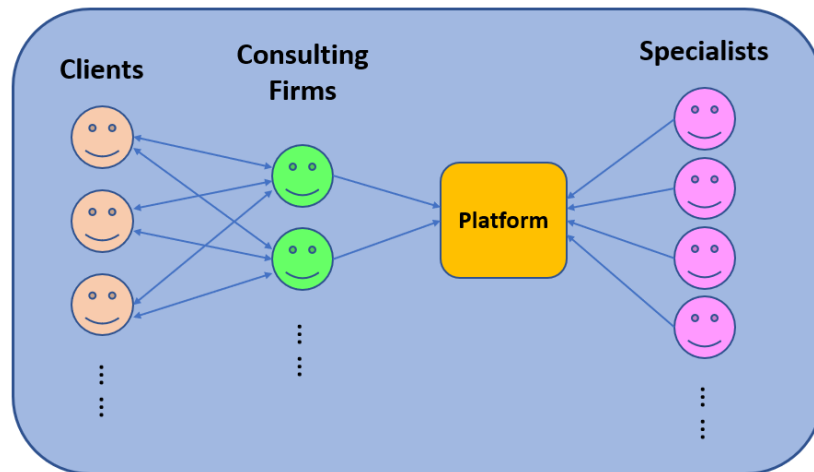 Clients
Consulting
Firms
Specialists
Platform